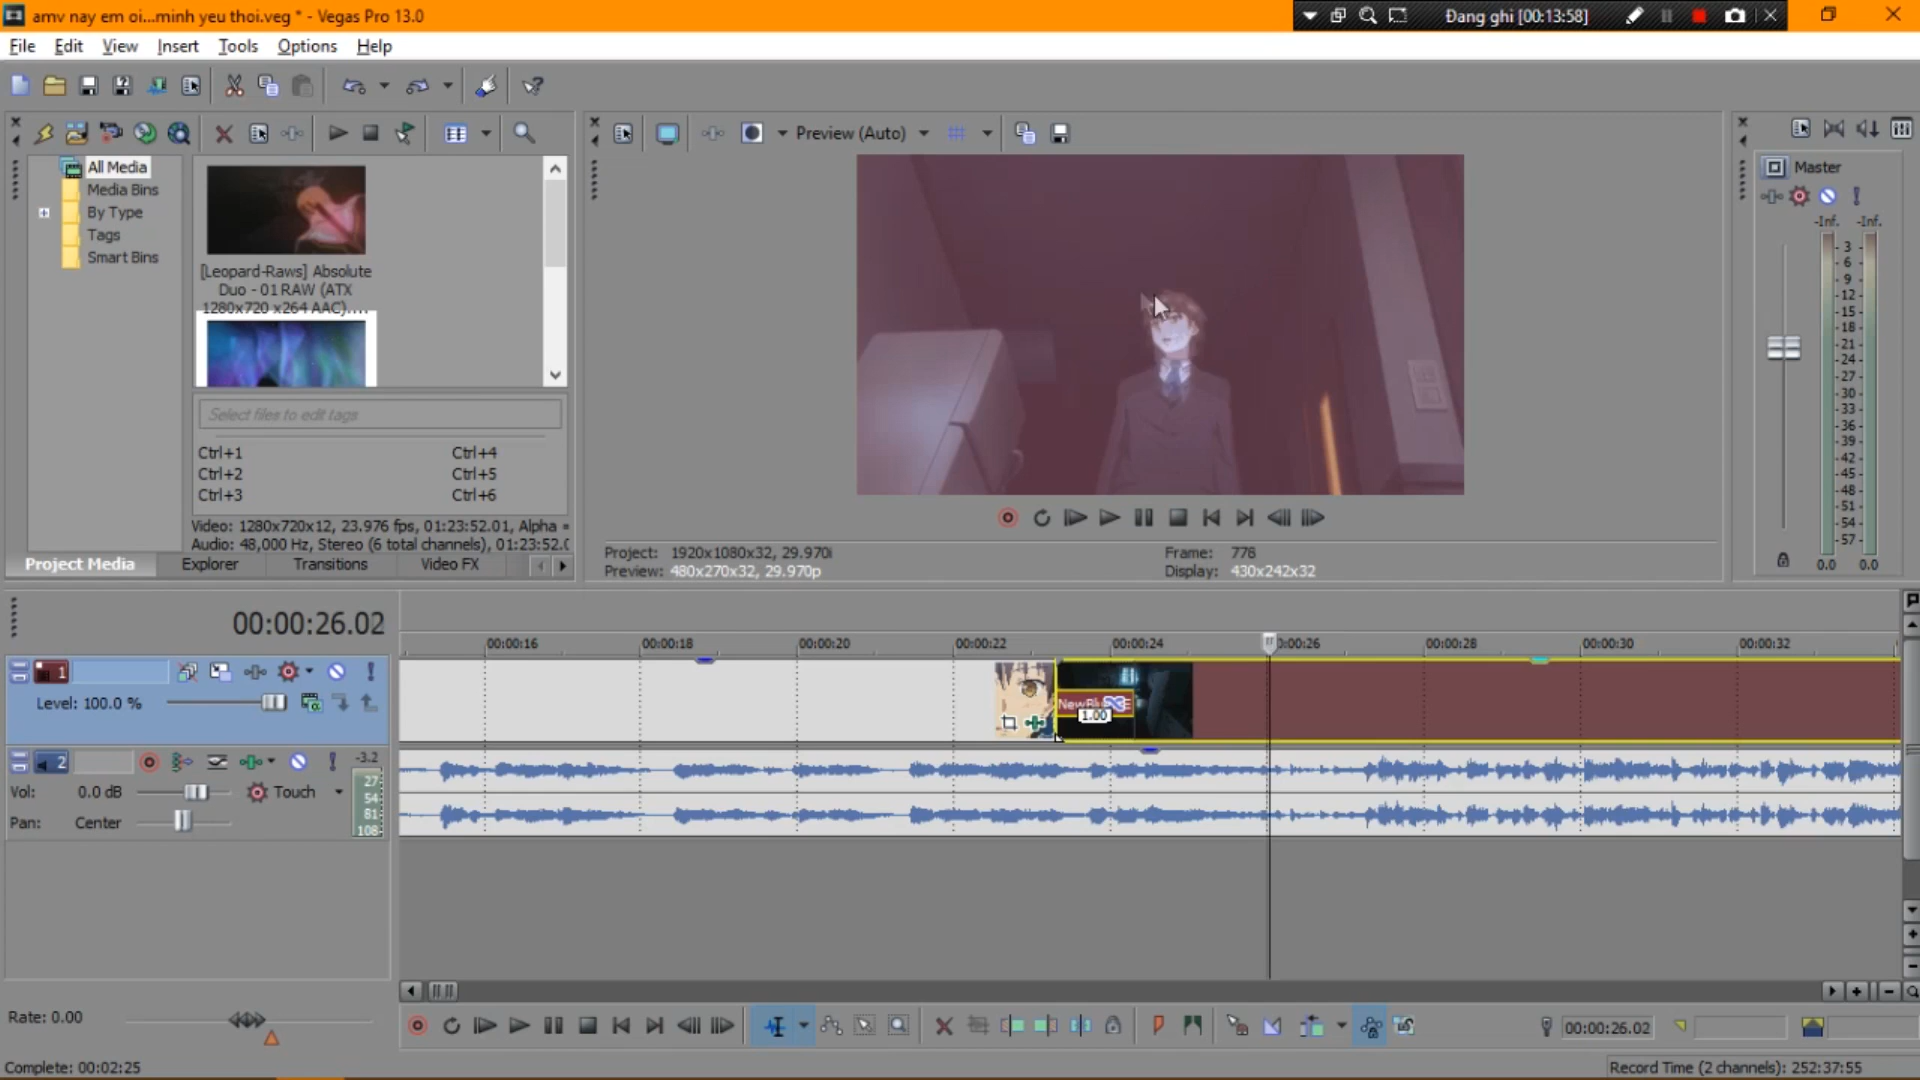 amv nay em oi...minh yeu thoi.veg * - Vegas Pro 13.0
Đang ghi [00:13:58]
File Edit View Insert Tools Options Help
Preview (Auto)
All Media
Media Bins
By Type
Tags
Smart Bins
[Leopard-Raws] Absolute
Duo - 01 RAW (ATX
1280x720 x264 AAC)....
Select files to edit tags
Ctrl+1 Ctrl+4
Ctrl+2 Ctrl+5
Ctrl+3 Ctrl+6
Video: 1280x720x12, 23.976 fps, 01:23:52.01, Alpha =
Audio: 48,000 Hz, Stereo (6 total channels), 01:23:52.0
Project Media Explorer Transitions Video FX
Project: 1920x1080x32, 29.970i
Preview: 480x270x32, 29.970p
Frame: 778
Display: 430x242x32
Master
-Inf. -Inf.
3
6
9
-12
-15
-18
-21
-24
-27
-30
-33
-36
-39
-42
-45
-48
-51
-54
-57
0.0 0.0
00:00:26.02
00:00:16 00:00:18 00:00:20 00:00:22 00:00:24 0:00:26 00:00:28 00:00:30 00:00:32
1
Level: 100.0 %
1.00
2
-3.2
Vol: 0.0 dB Touch
Pan: Center
27
54
81
108
Rate: 0.00
00:00:26.02
Complete: 00:02:25
Record Time (2 channels): 252:37:55